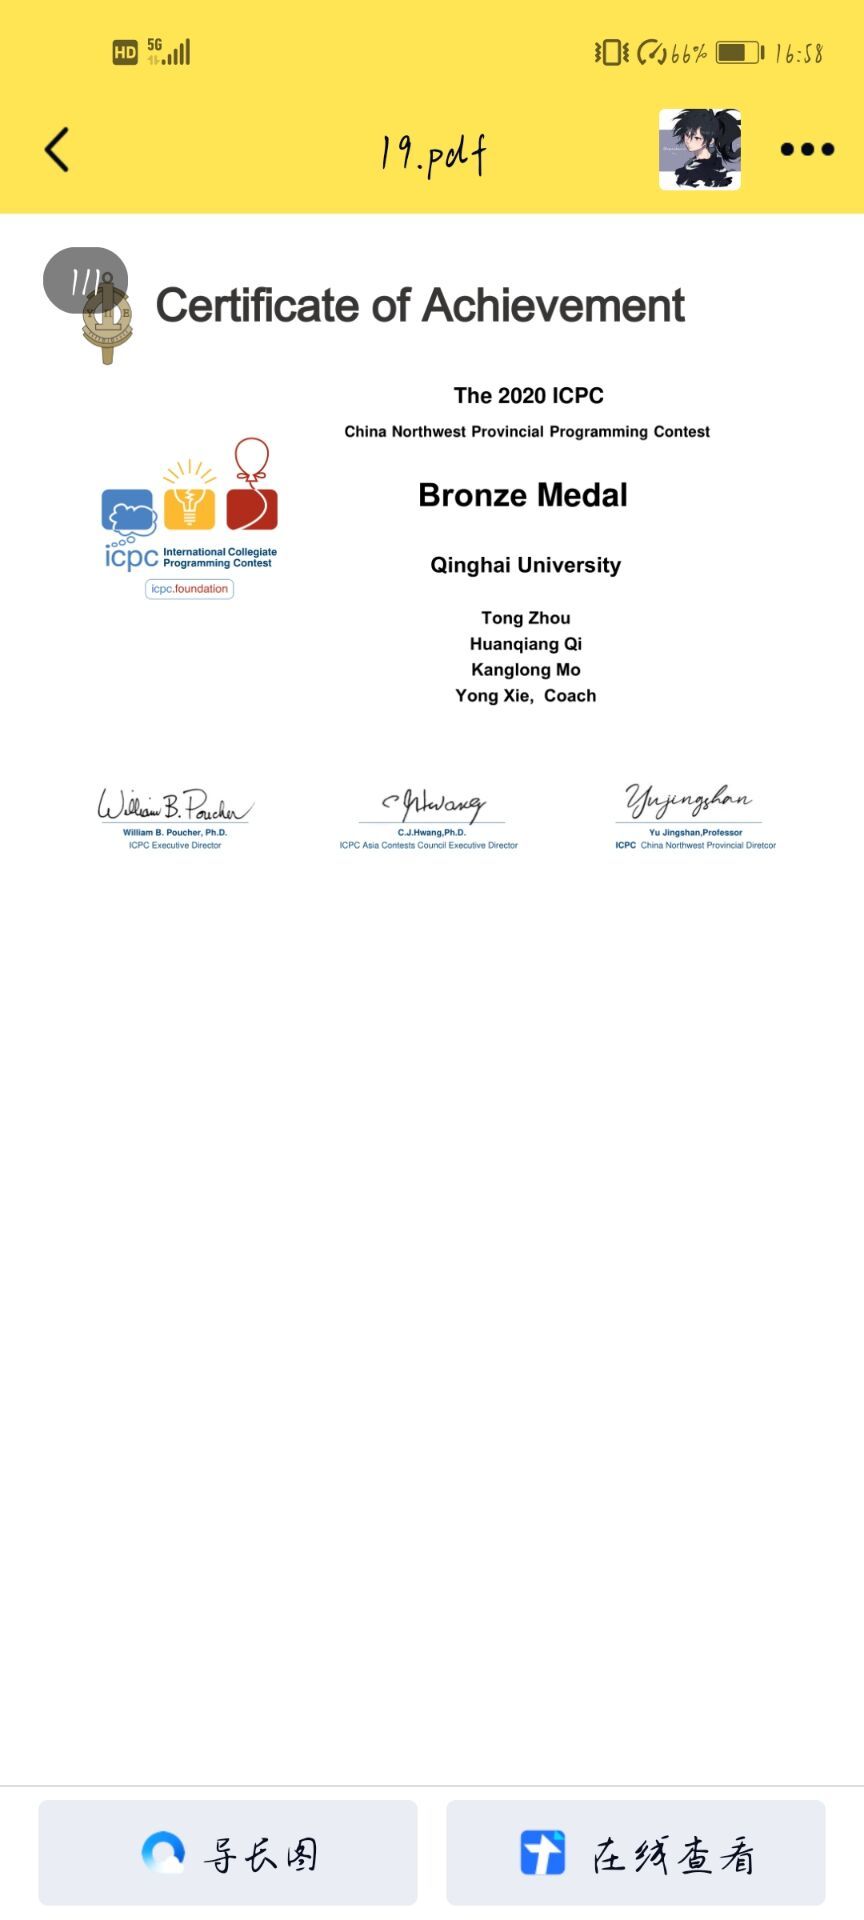 HD 5G 66% 16:58
19.pdf
1/1
Certificate of Achievement
The 2020 ICPC
China Northwest Provincial Programming Contest
Bronze Medal
Qinghai University
Tong Zhou
Huanqiang Qi
Kanglong Mo
Yong Xie, Coach
icpc International Collegiate
Programming Contest
icpc.foundation
William B. Poucher
William B. Poucher, Ph.D.
ICPC Executive Director
CJHwang
C.J.Hwang,Ph.D.
ICPC Asia Contests Council Executive Director
Yujingshan
Yu Jingshan,Professor
ICPC China Northwest Provincial Diretcor
导长图
在线查看